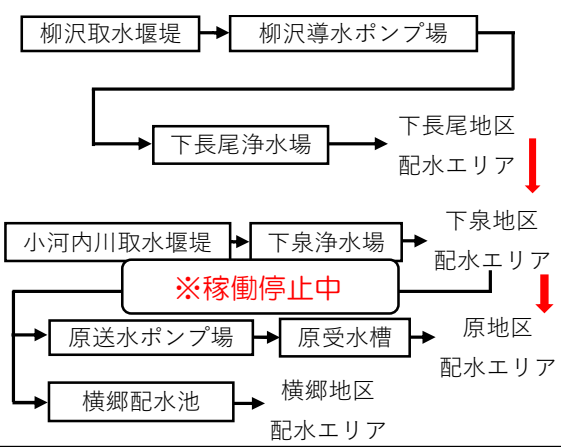 柳沢取水堰堤
柳沢導水ポンプ場
下長尾浄水場
下長尾地区
配水エリア
小河内川取水堰堤
下泉浄水場
下泉地区
配水エリア
※稼働停止中
原送水ポンプ場
原受水槽
原地区
配水エリア
横郷配水池
横郷地区
配水エリア